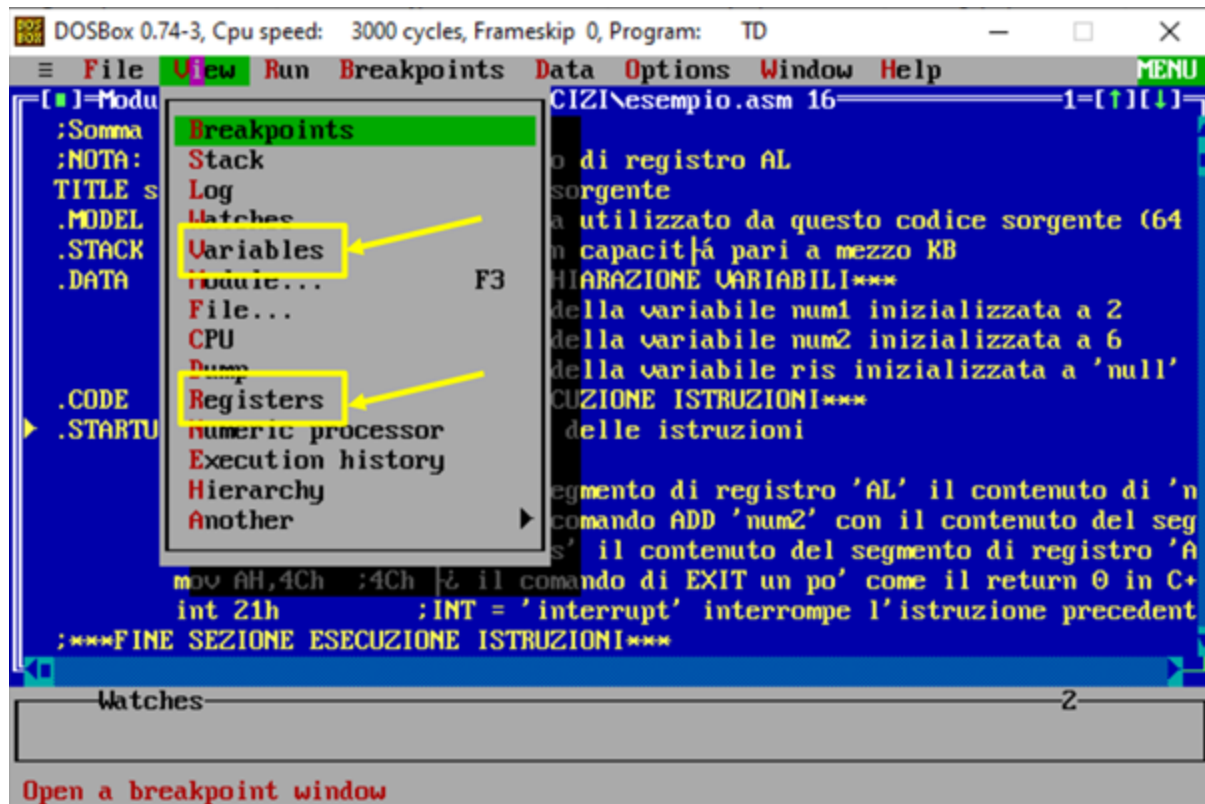 DOSBox 0.74-3, Cpu speed: 3000 cycles, Frameskip 0, Program: TD
≡ File View Run Breakpoints Data Options Window Help MENU
[■]=Modu CIZI\esempio.asm 16 1=[↑][↓]
;Somma Breakpoints
;NOTA: Stack o di registro AL
TITLE s Log sorgente
.MODEL Watches a utilizzato da questo codice sorgente (64
.STACK Variables n capacit├á pari a mezzo KB
.DATA Module... F3 HIARAZIONE VARIABILI***
File... della variabile num1 inizializzata a 2
CPU della variabile num2 inizializzata a 6
Dump della variabile ris inizializzata a 'null'
.CODE Registers CUZIONE ISTRUZIONI***
► .STARTU Numeric processor delle istruzioni
Execution history
Hierarchy egmento di registro 'AL' il contenuto di 'n
Another ► comando ADD 'num2' con il contenuto del seg
s' il contenuto del segmento di registro 'A
mov AH,4Ch ;4Ch ├¿ il comando di EXIT un po' come il return 0 in C+
int 21h ;INT = 'interrupt' interrompe l'istruzione precedent
;***FINE SEZIONE ESECUZIONE ISTRUZIONI***
Watches 2
Open a breakpoint window